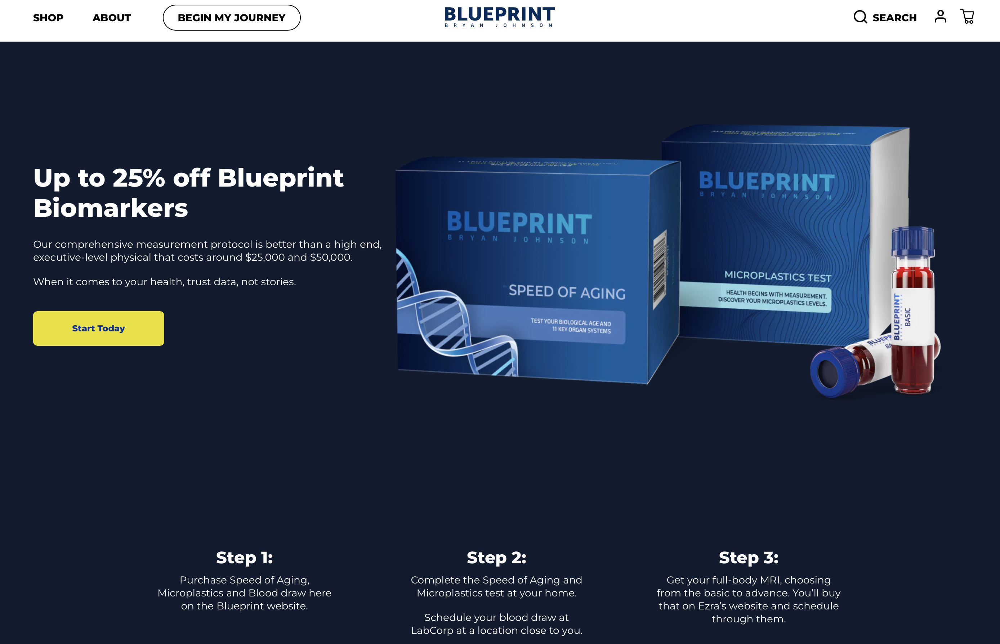 SHOP
ABOUT
BEGIN MY JOURNEY
BLUEPRINT
BRYAN JOHNSON
SEARCH
Up to 25% off Blueprint
Biomarkers
Our comprehensive measurement protocol is better than a high end,
executive-level physical that costs around $25,000 and $50,000.
When it comes to your health, trust data, not stories.
Start Today
BLUEPRINT
BRYAN JOHNSON
SPEED OF AGING
TEST YOUR BIOLOGICAL AGE AND
11 KEY ORGAN SYSTEMS
BLUEPRINT
BRYAN JOHNSON
MICROPLASTICS TEST
HEALTH BEGINS WITH MEASUREMENT.
DISCOVER YOUR MICROPLASTICS LEVELS.
BLUEPRINT
BRYAN JOHNSON
BASIC
Step 1:
Purchase Speed of Aging,
Microplastics and Blood draw here
on the Blueprint website.
Step 2:
Complete the Speed of Aging and
Microplastics test at your home.
Schedule your blood draw at
LabCorp at a location close to you.
Step 3:
Get your full-body MRI, choosing
from the basic to advance. You’ll buy
that on Ezra’s website and schedule
through them.